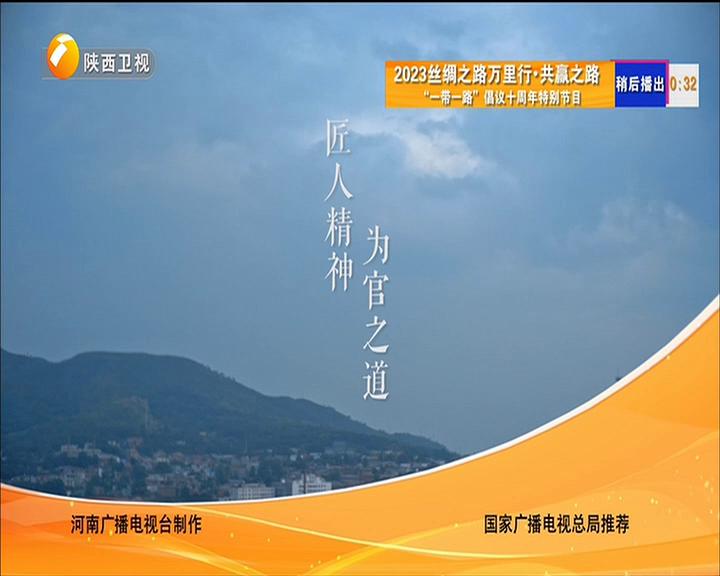 陕西卫视
2023丝绸之路万里行·共赢之路
“一带一路”倡议十周年特别节目
稍后播出
0:32
匠人精神
为官之道
河南广播电视台制作
国家广播电视总局推荐